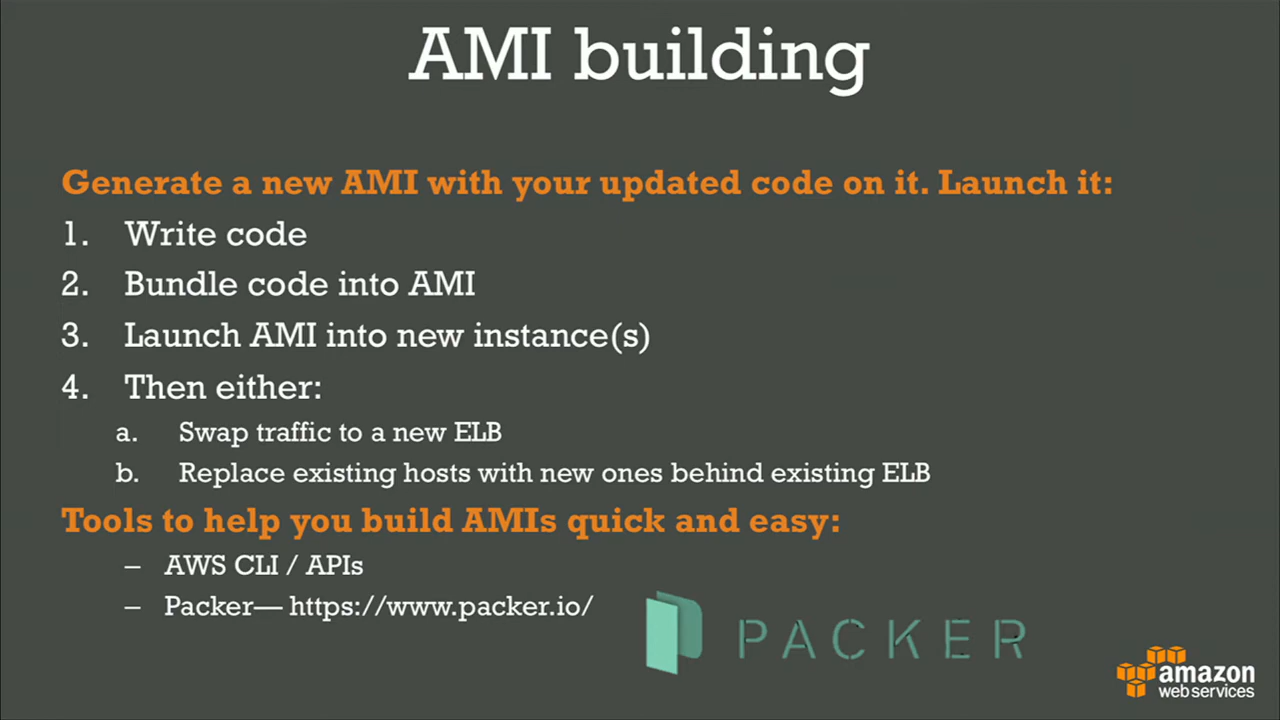 AMI building
Generate a new AMI with your updated code on it. Launch it:
1. Write code
2. Bundle code into AMI
3. Launch AMI into new instance(s)
4. Then either:
a. Swap traffic to a new ELB
b. Replace existing hosts with new ones behind existing ELB
Tools to help you build AMIs quick and easy:
– AWS CLI / APIs
– Packer— https://www.packer.io/
PACKER
amazon
web services